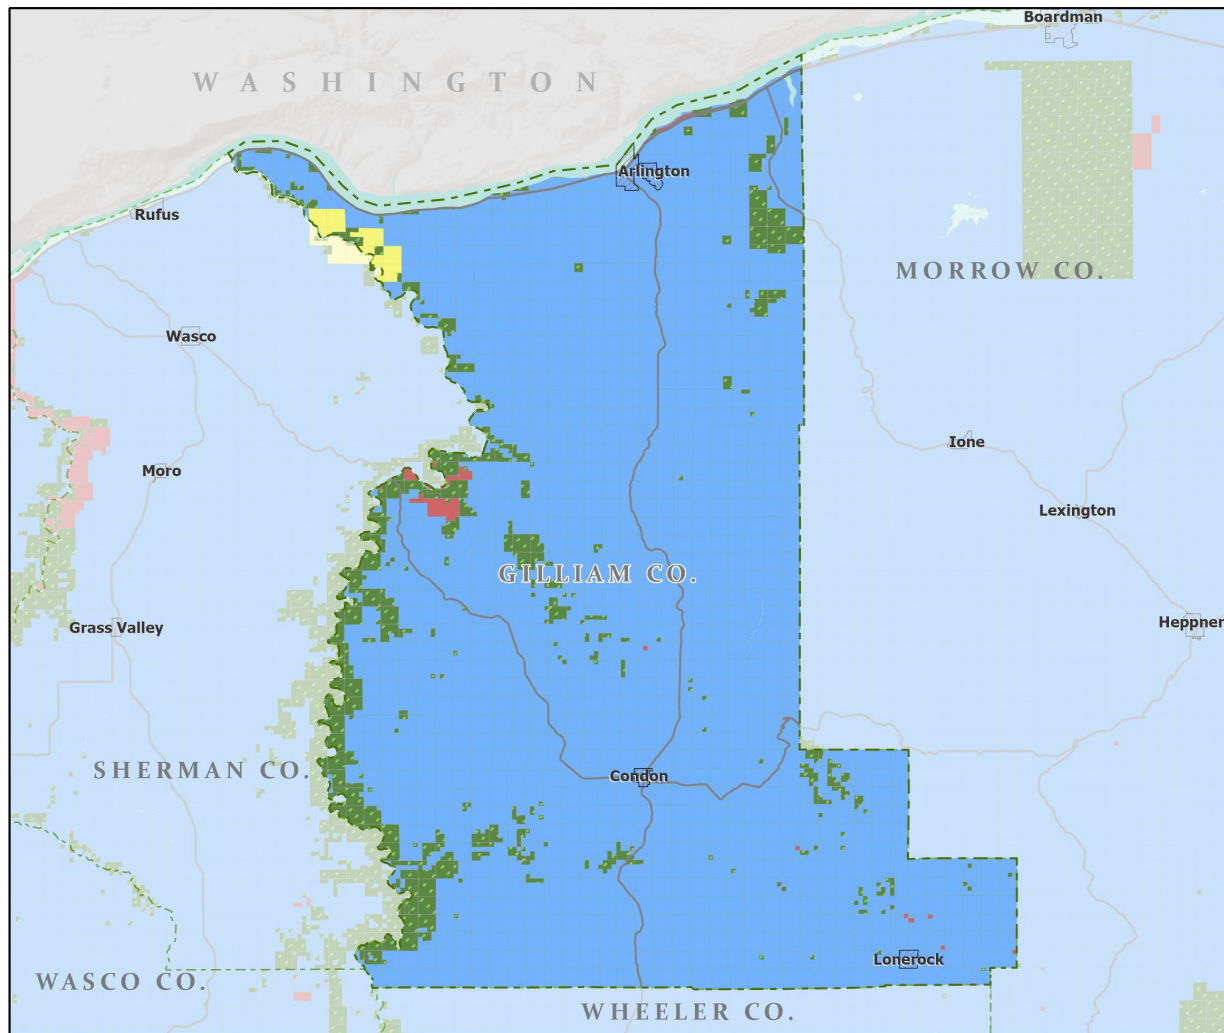 Boardman
WASHINGTON
Arlington
Rufus
MORROW CO.
Wasco
Ione
Moro
Lexington
GILLIAM CO.
Grass Valley
Heppner
SHERMAN CO.
Condon
Lonerock
WASCO CO.
WHEELER CO.